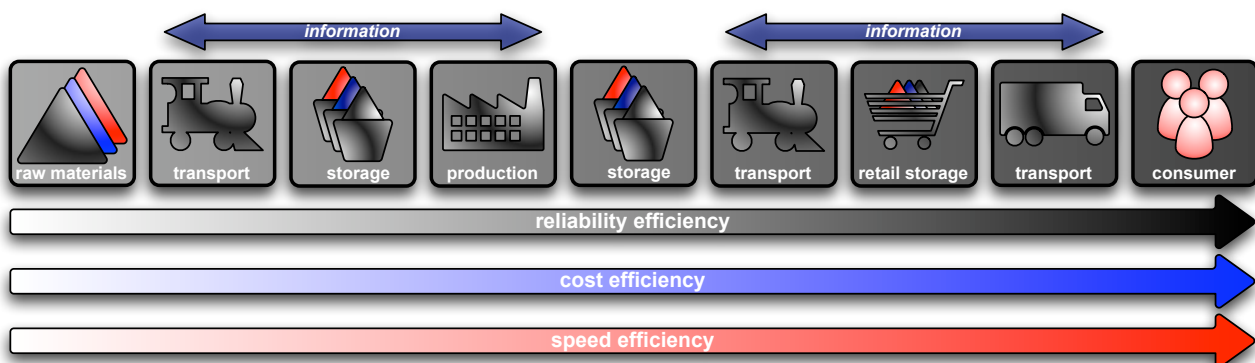 information
information
raw materials
transport
storage
production
storage
transport
retail storage
transport
consumer
reliability efficiency
cost efficiency
speed efficiency